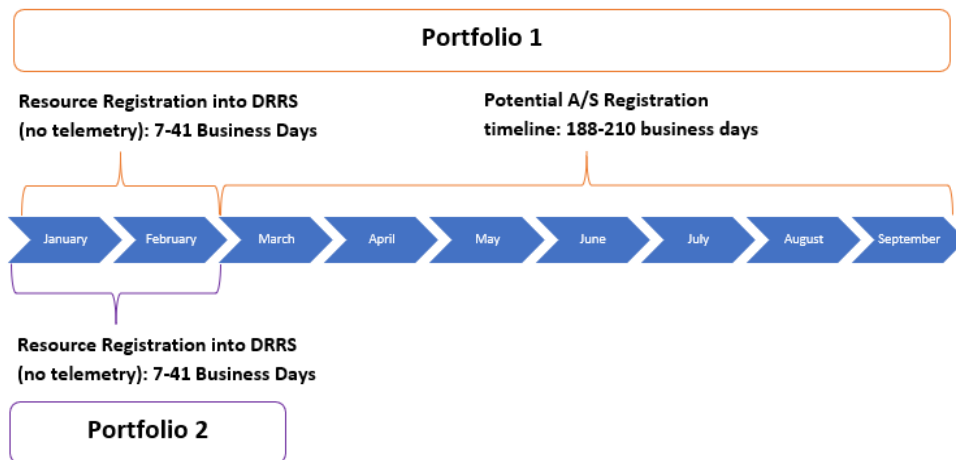 Portfolio 1
Resource Registration into DRRS
(no telemetry): 7-41 Business Days
Potential A/S Registration
timeline: 188-210 business days
January
February
March
April
May
June
July
August
September
Resource Registration into DRRS
(no telemetry): 7-41 Business Days
Portfolio 2